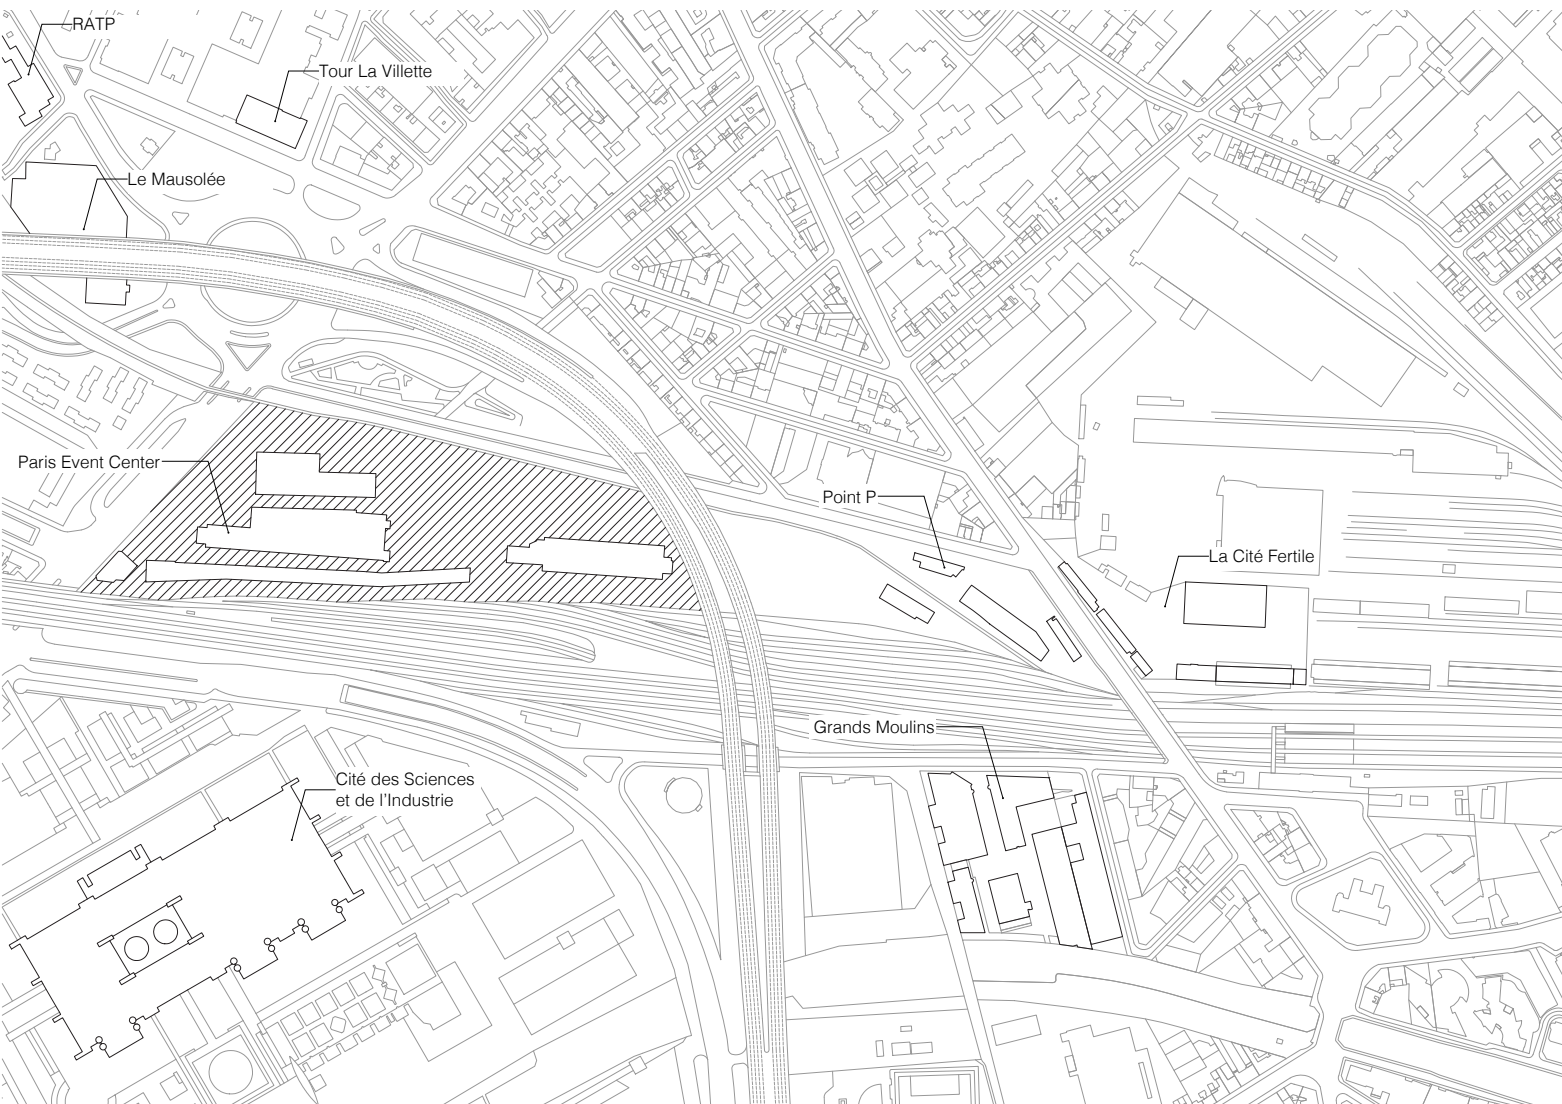 RATP
Tour La Villette
Le Mausolée
Paris Event Center
Point P
La Cité Fertile
Grands Moulins
Cité des Sciences
et de l'Industrie